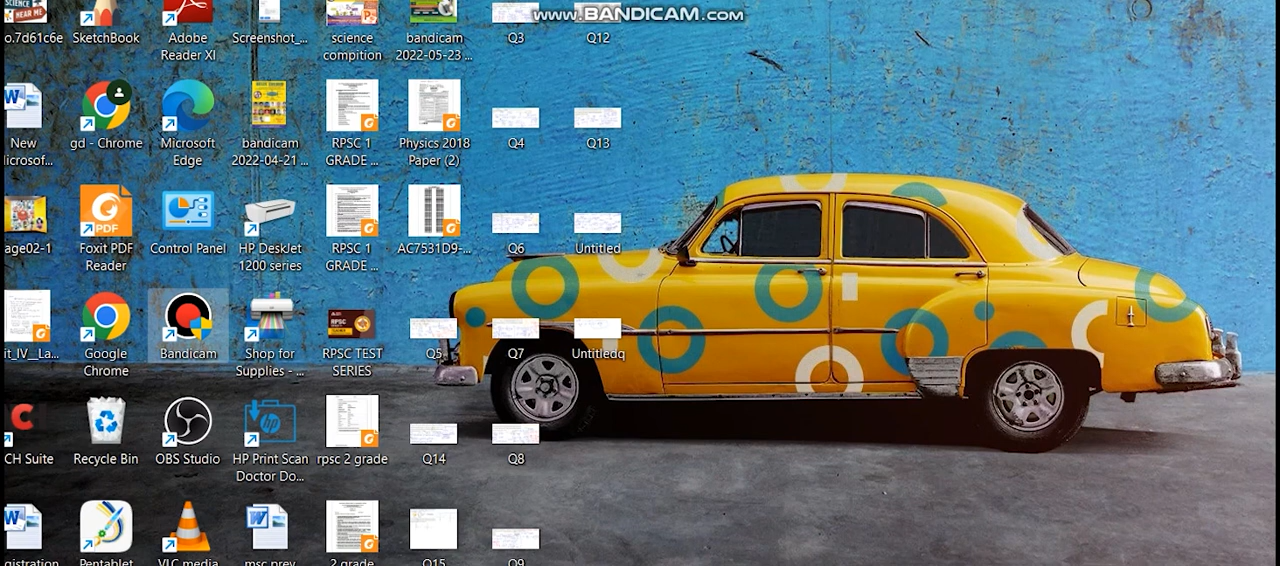 www.BANDICAM.com
o.7d61c6e
SketchBook
Adobe
Reader XI
Screenshot_...
science
compition
bandicam
2022-05-23 ...
Q3
Q12
New
licrosof...
gd - Chrome
Microsoft
Edge
bandicam
2022-04-21 ...
RPSC 1
GRADE ...
Physics 2018
Paper (2)
Q4
Q13
age02-1
Foxit PDF
Reader
Control Panel
HP DeskJet
1200 series
RPSC 1
GRADE ...
AC7531D9-...
Q6
Untitled
it_IV__La...
Google
Chrome
Bandicam
Shop for
Supplies - ...
RPSC TEST
SERIES
Q5
Q7
Untitledq
CH Suite
Recycle Bin
OBS Studio
HP Print Scan
Doctor Do...
rpsc 2 grade
Q14
Q8
gistration
Pentablet
VLC media
msc prev
2 grade
Q15
Q9